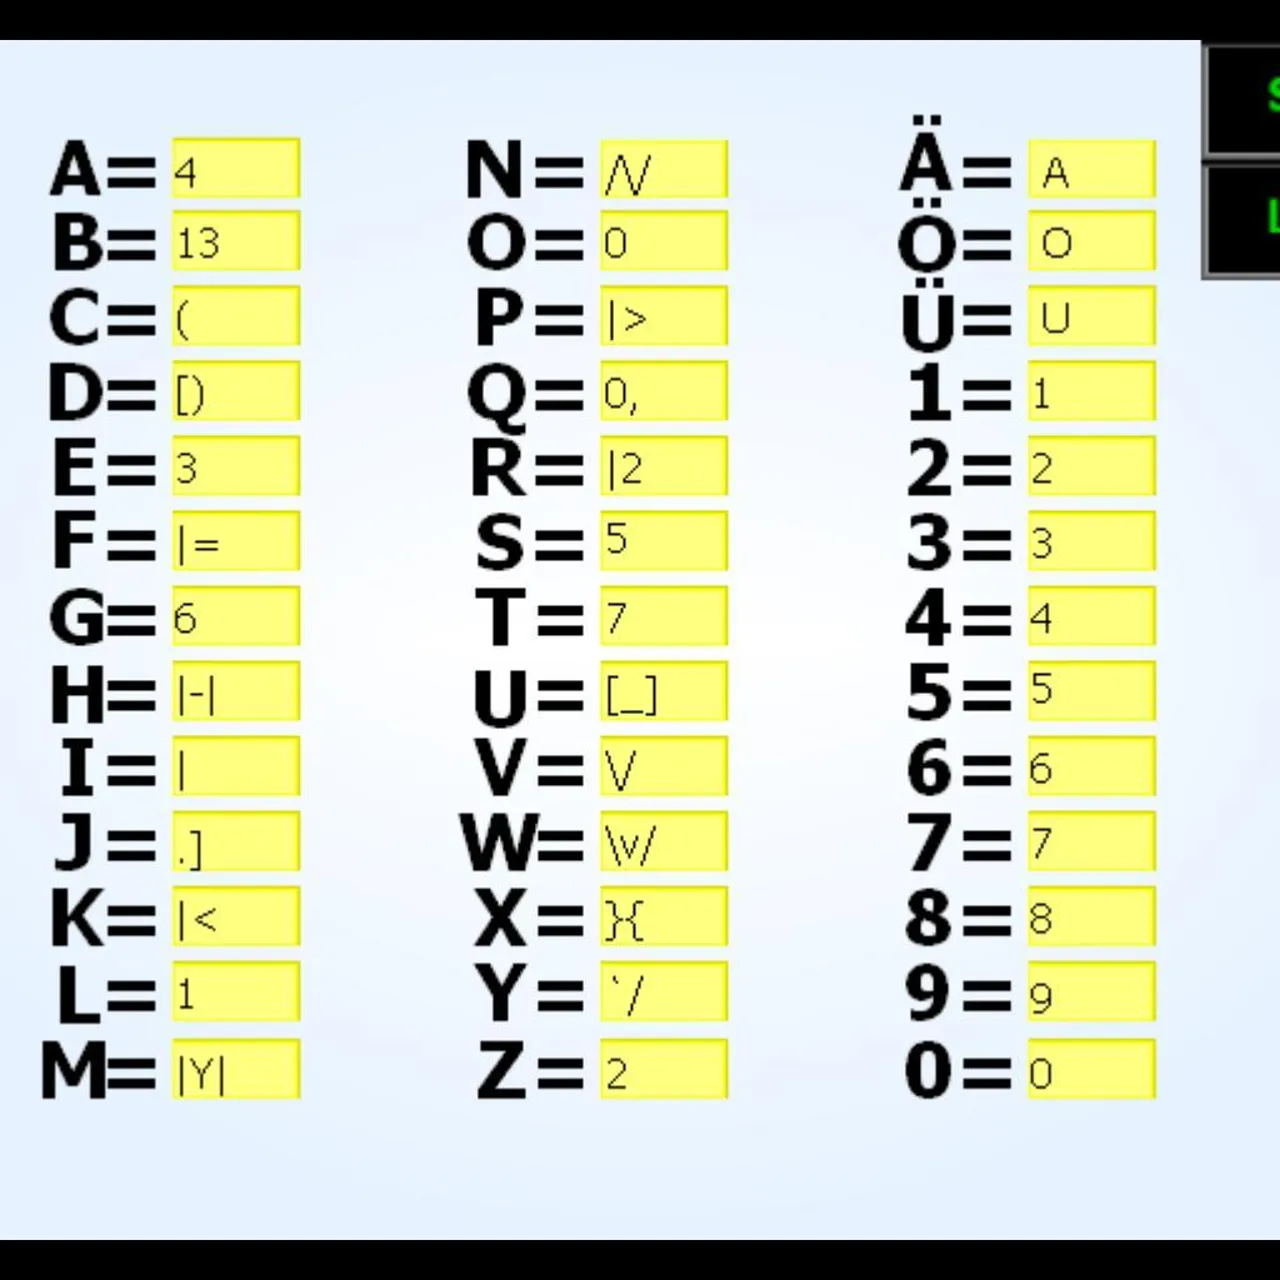 A= 4
B= 13
C= (
D= [)
E= 3
F= |=
G= 6
H= |-|
I= |
J= .]
K= |<
L= 1
M= |Y|
N= /\/
O= 0
P= |>
Q= 0,
R= |2
S= 5
T= 7
U= [_]
V= \/
W= \v/
X= }{
Y= `/
Z= 2
Ä= A
Ö= O
Ü= U
1= 1
2= 2
3= 3
4= 4
5= 5
6= 6
7= 7
8= 8
9= 9
0= 0